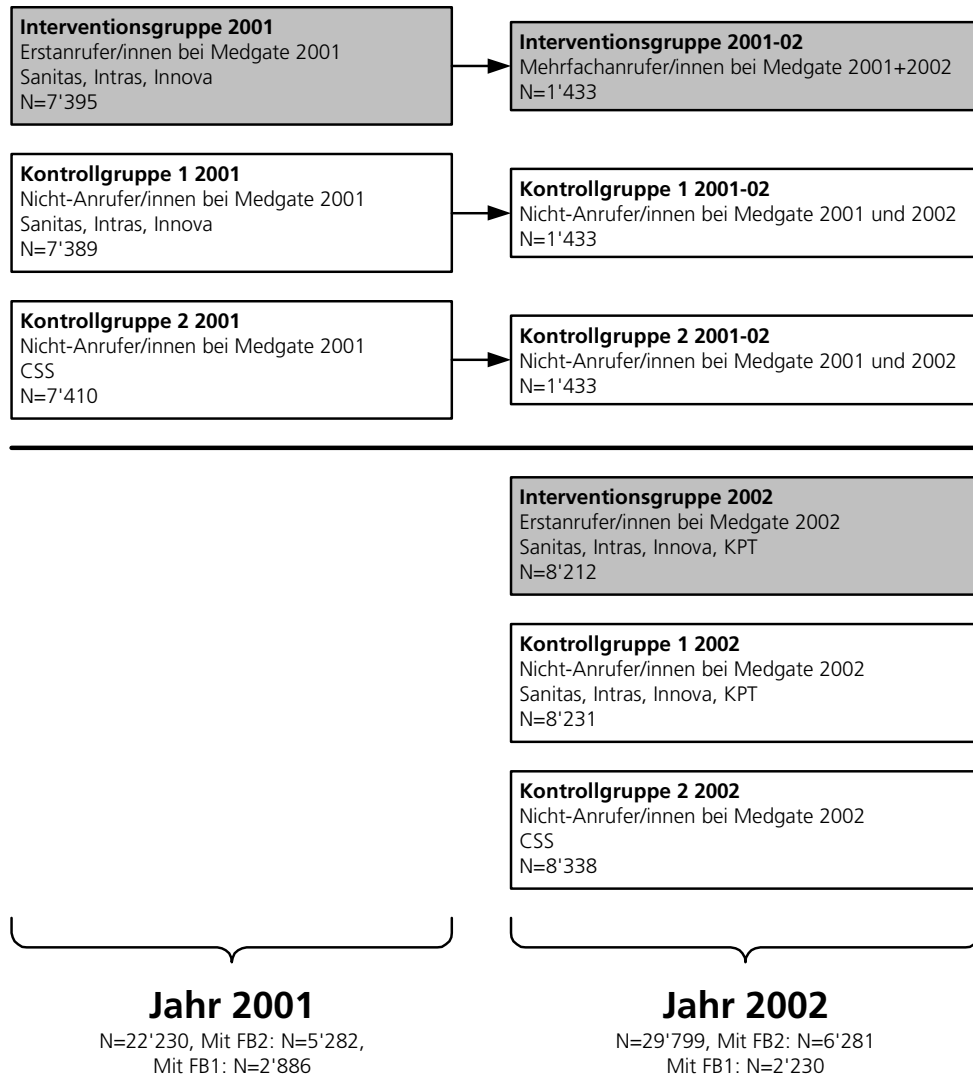 Interventionsgruppe 2001
Erstanrufer/innen bei Medgate 2001
Sanitas, Intras, Innova
N=7'395
Interventionsgruppe 2001-02
Mehrfachanrufer/innen bei Medgate 2001+2002
N=1'433
Kontrollgruppe 1 2001
Nicht-Anrufer/innen bei Medgate 2001
Sanitas, Intras, Innova
N=7'389
Kontrollgruppe 1 2001-02
Nicht-Anrufer/innen bei Medgate 2001 und 2002
N=1'433
Kontrollgruppe 2 2001
Nicht-Anrufer/innen bei Medgate 2001
CSS
N=7'410
Kontrollgruppe 2 2001-02
Nicht-Anrufer/innen bei Medgate 2001 und 2002
N=1'433
Interventionsgruppe 2002
Erstanrufer/innen bei Medgate 2002
Sanitas, Intras, Innova, KPT
N=8'212
Kontrollgruppe 1 2002
Nicht-Anrufer/innen bei Medgate 2002
Sanitas, Intras, Innova, KPT
N=8'231
Kontrollgruppe 2 2002
Nicht-Anrufer/innen bei Medgate 2002
CSS
N=8'338
Jahr 2001
N=22'230, Mit FB2: N=5'282,
Mit FB1: N=2'886
Jahr 2002
N=29'799, Mit FB2: N=6'281
Mit FB1: N=2'230